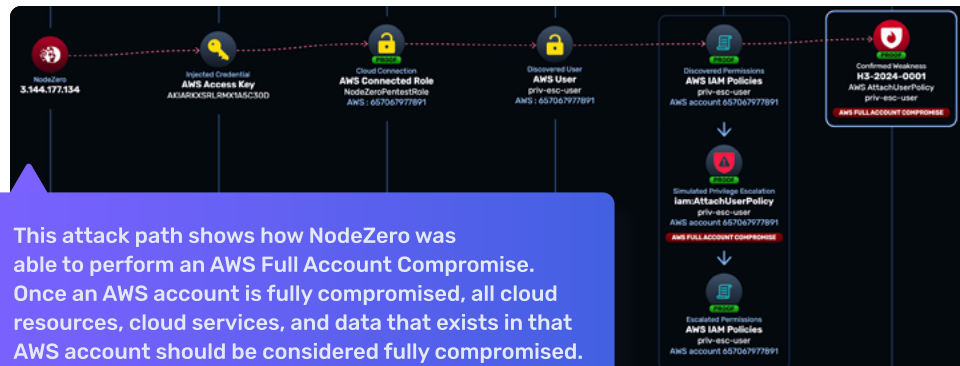 NodeZero
3.144.177.134
Injected Credential
AWS Access Key
AKIARKXSRLRMX1A5C30D
PROOF
Cloud Connection
AWS Connected Role
NodeZeroPentestRole
AWS : 657067977891
Discovered User
AWS User
priv-esc-user
AWS : 657067977891
PROOF
Discovered Permissions
AWS IAM Policies
priv-esc-user
AWS account 657067977891
PROOF
Simulated Privilege Escalation
iam:AttachUserPolicy
priv-esc-user
AWS account 657067977891
AWS FULL ACCOUNT COMPROMISE
PROOF
Escalated Permissions
AWS IAM Policies
priv-esc-user
AWS account 657067977891
PROOF
Confirmed Weakness
H3-2024-0001
AWS AttachUserPolicy
priv-esc-user
AWS FULL ACCOUNT COMPROMISE
This attack path shows how NodeZero was
able to perform an AWS Full Account Compromise.
Once an AWS account is fully compromised, all cloud
resources, cloud services, and data that exists in that
AWS account should be considered fully compromised.